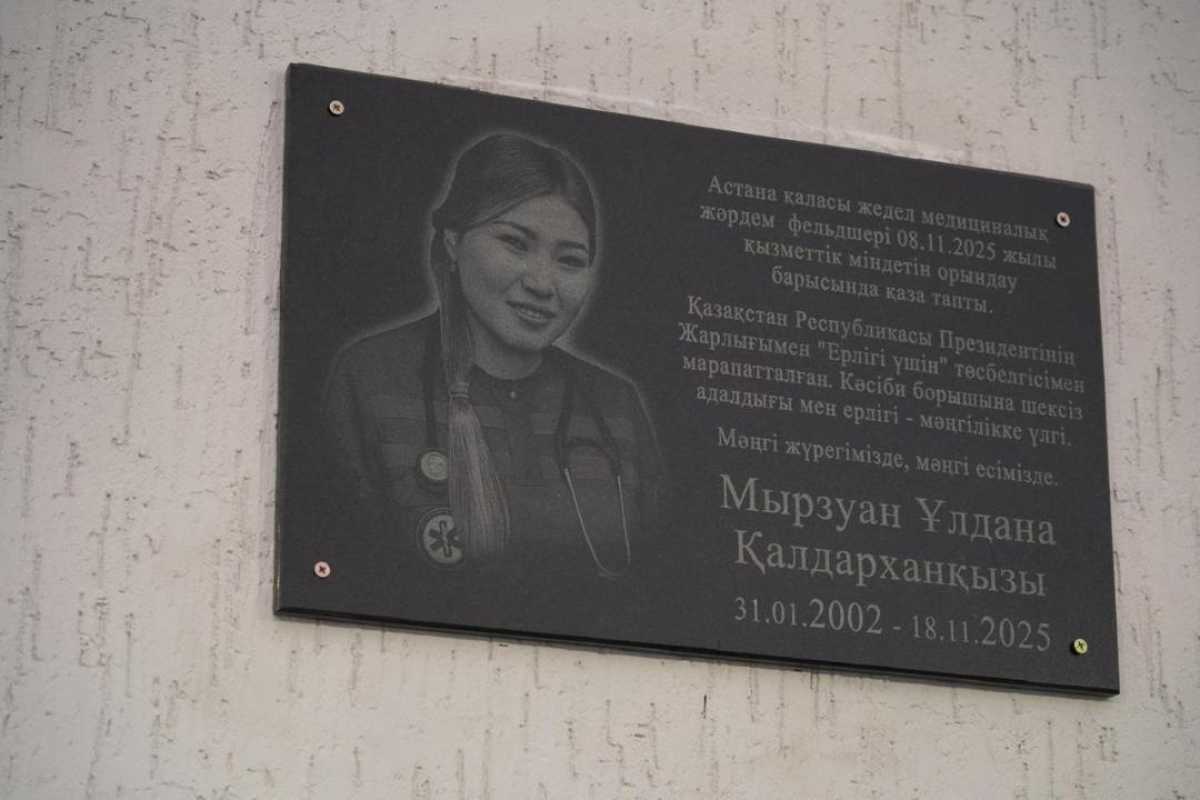 Астана қаласы жедел медициналық
жәрдем фельдшері 08.11.2025 жылы
қызметтік міндетін орындау
барысында қаза тапты.
Қазақстан Республикасы Президентінің
Жарлығымен "Ерлігі үшін" төсбелгісімен
марапатталған. Кәсіби борышына шексіз
адалдығы мен ерлігі - мәңгілікке үлгі.
Мәңгі жүрегімізде, мәңгі есімізде.
Мырзуан Ұлдана
Қалдарханқызы
31.01.2002 - 18.11.2025